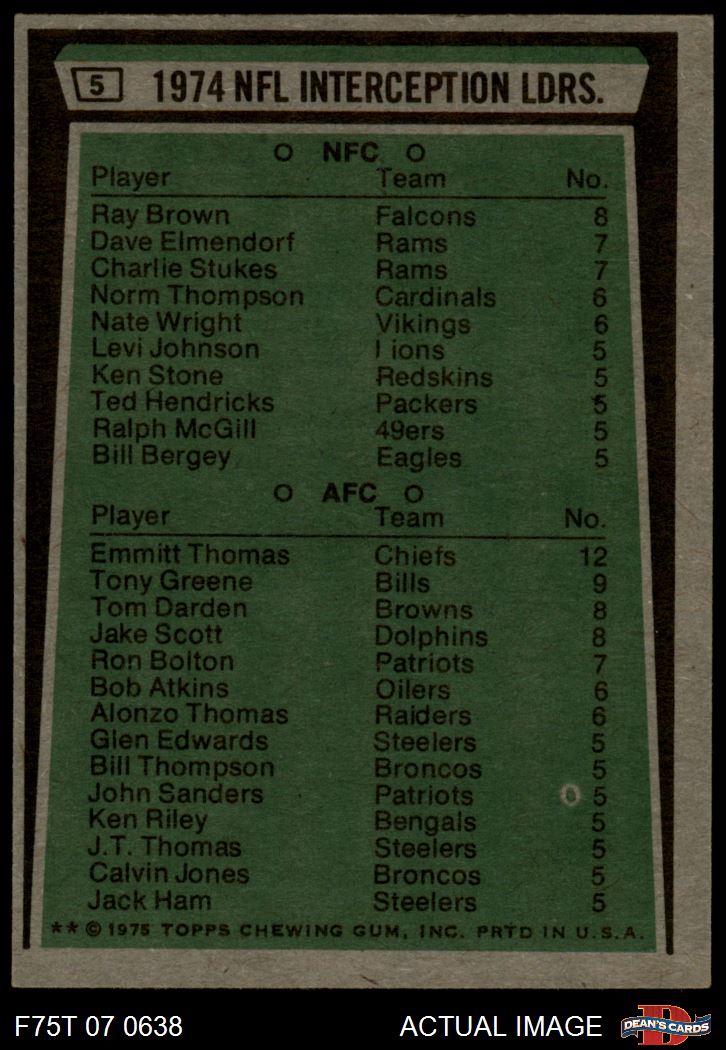 5 1974 NFL INTERCEPTION LDRS.
O NFC O
Player Team No.
Ray Brown Falcons 8
Dave Elmendorf Rams 7
Charlie Stukes Rams 7
Norm Thompson Cardinals 6
Nate Wright Vikings 6
Levi Johnson Lions 5
Ken Stone Redskins 5
Ted Hendricks Packers 5
Ralph McGill 49ers 5
Bill Bergey Eagles 5
O AFC O
Player Team No.
Emmitt Thomas Chiefs 12
Tony Greene Bills 9
Tom Darden Browns 8
Jake Scott Dolphins 8
Ron Bolton Patriots 7
Bob Atkins Oilers 6
Alonzo Thomas Raiders 6
Glen Edwards Steelers 5
Bill Thompson Broncos 5
John Sanders Patriots 5
Ken Riley Bengals 5
J.T. Thomas Steelers 5
Calvin Jones Broncos 5
Jack Ham Steelers 5
** © 1975 TOPPS CHEWING GUM, INC. PRTD IN U.S.A.
F75T 07 0638 ACTUAL IMAGE D DEAN'S CARDS